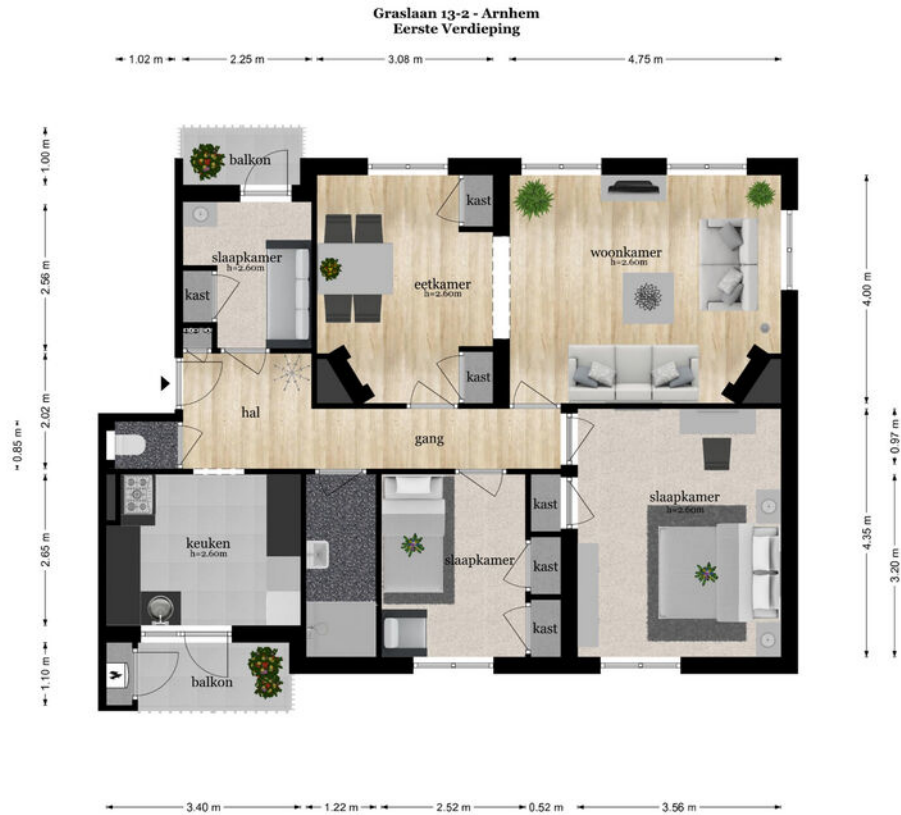 Graslaan 13-2 - Arnhem
Eerste Verdieping
1.02 m
2.25 m
3.08 m
4.75 m
1.00 m
balkon
kast
2.56 m
slaapkamer
h=2.60m
kast
eetkamer
h=2.60m
woonkamer
h=2.60m
4.00 m
kast
2.02 m
0.85 m
hal
gang
0.97 m
slaapkamer
h=2.60m
kast
4.35 m
2.65 m
keuken
h=2.60m
slaapkamer
kast
3.20 m
kast
1.10 m
balkon
3.40 m
1.22 m
2.52 m
0.52 m
3.56 m